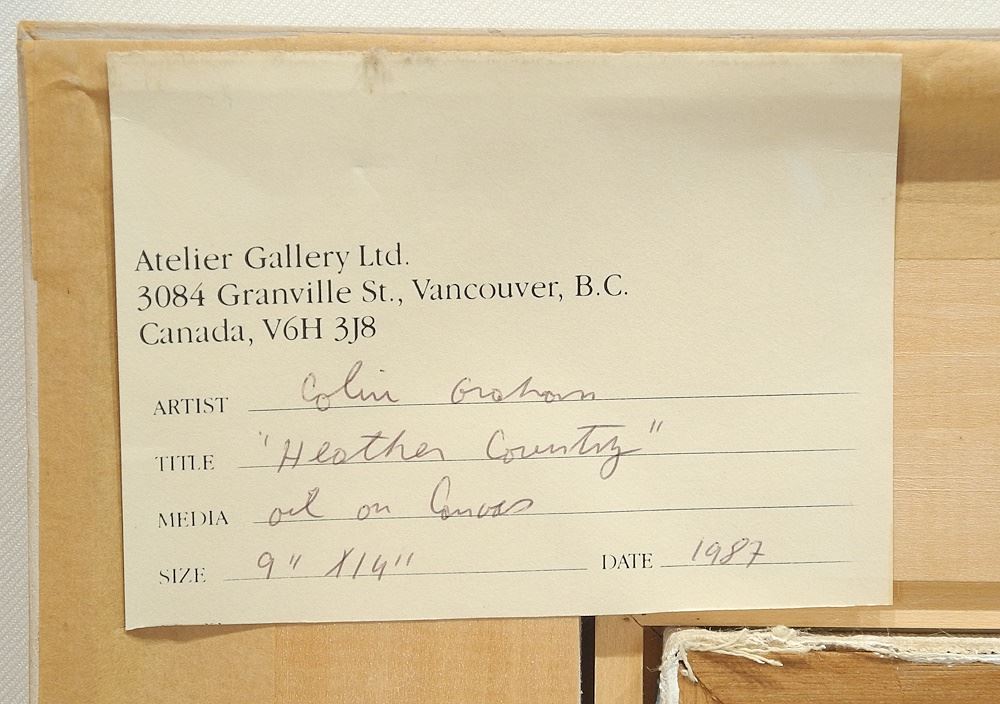 Atelier Gallery Ltd.
3084 Granville St., Vancouver, B.C.
Canada, V6H 3J8
ARTIST Colin Graham
TITLE "Heather Country"
MEDIA oil on Canvas
SIZE 9" X14" DATE 1987